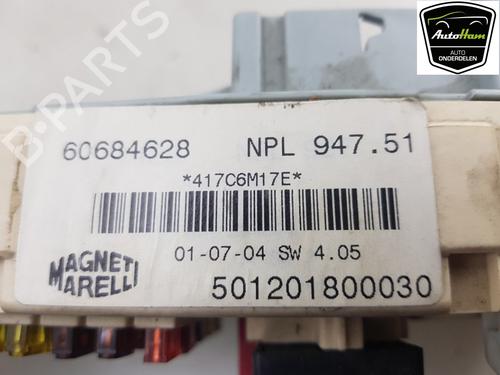 AutoHam
AUTO
ONDERDELEN
B-PARTS
60684628 NPL 947.51
*417C6M17E*
01-07-04 SW 4.05
MAGNETI
MARELLI
501201800030